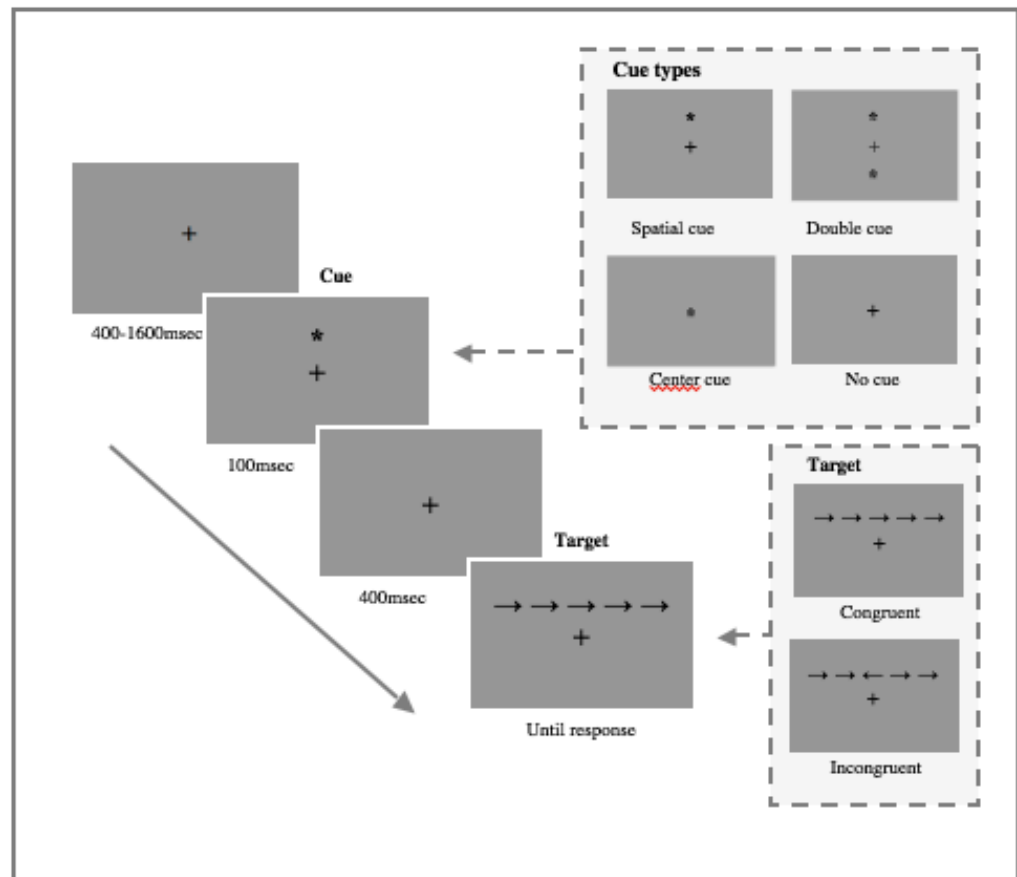 Cue types
*
+
*
+
*
Spatial cue
Double cue
*
+
Center cue
No cue
+
400-1600msec
Cue
*
+
100msec
+
400msec
Target
→ → → → →
+
Until response
Target
→ → → → →
+
Congruent
→ → ← → →
+
Incongruent